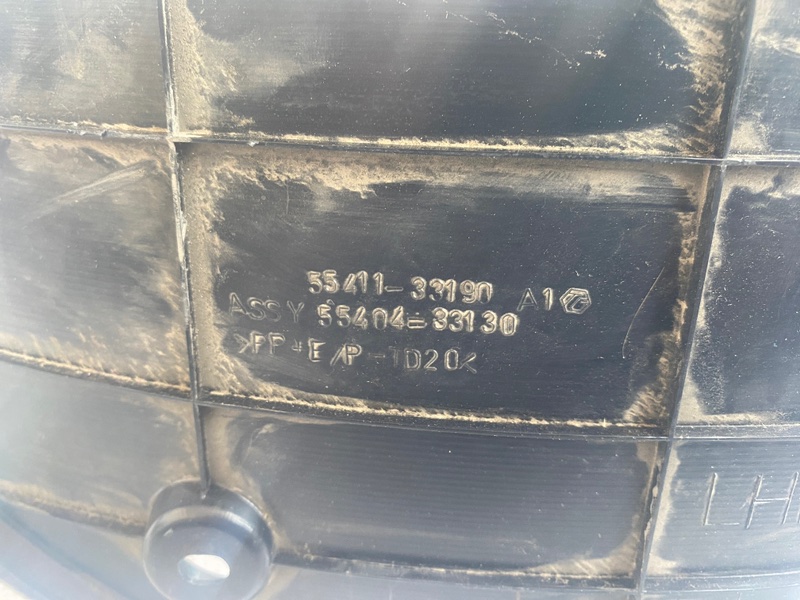 55411-33190 A1
ASSY 55404-33130
>PP+E/P-TD20<
LH